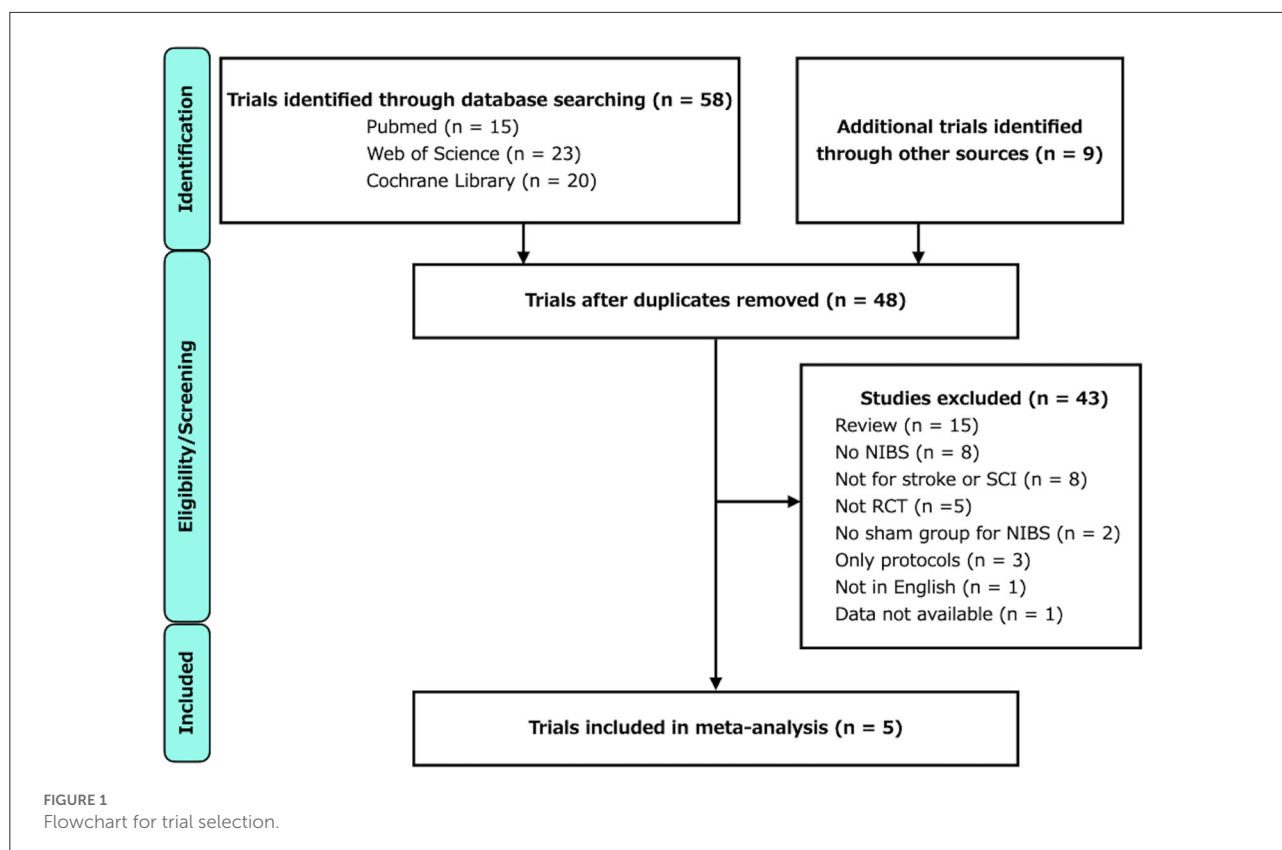 Identification
Trials identified through database searching (n = 58)
Pubmed (n = 15)
Web of Science (n = 23)
Cochrane Library (n = 20)
Additional trials identified
through other sources (n = 9)
Eligibility/Screening
Trials after duplicates removed (n = 48)
Studies excluded (n = 43)
Review (n = 15)
No NIBS (n = 8)
Not for stroke or SCI (n = 8)
Not RCT (n =5)
No sham group for NIBS (n = 2)
Only protocols (n = 3)
Not in English (n = 1)
Data not available (n = 1)
Included
Trials included in meta-analysis (n = 5)
FIGURE 1
Flowchart for trial selection.